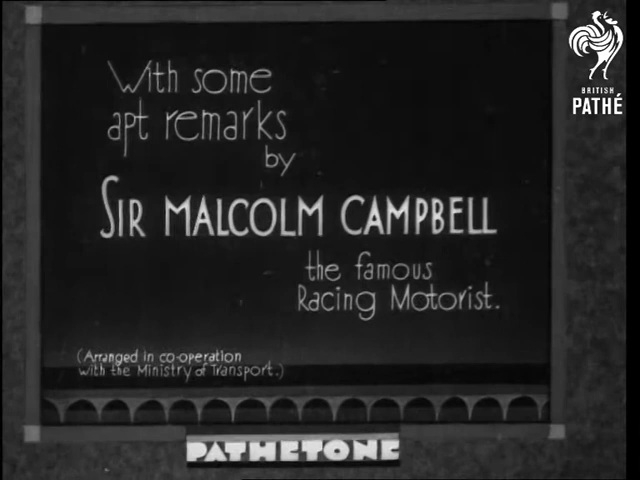 With some
apt remarks
by
SIR MALCOLM CAMPBELL
the famous
Racing Motorist.
(Arranged in co-operation
with the Ministry of Transport.)
PATHETONE
BRITISH
PATHÉ